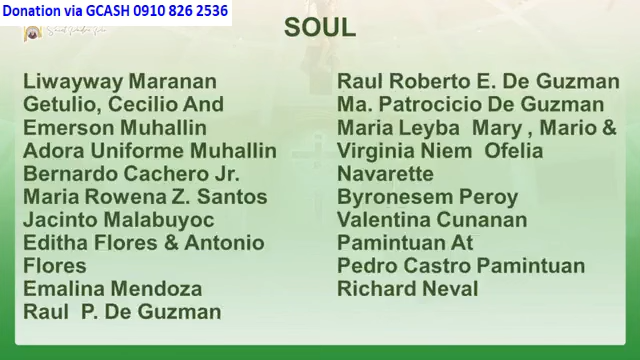 Donation via GCASH 0910 826 2536
SOUL
Liwayway Maranan
Getulio, Cecilio And
Emerson Muhallin
Adora Uniforme Muhallin
Bernardo Cachero Jr.
Maria Rowena Z. Santos
Jacinto Malabuyoc
Editha Flores & Antonio
Flores
Emalina Mendoza
Raul P. De Guzman
Raul Roberto E. De Guzman
Ma. Patrocicio De Guzman
Maria Leyba Mary , Mario &
Virginia Niem Ofelia
Navarette
Byronesem Peroy
Valentina Cunanan
Pamintuan At
Pedro Castro Pamintuan
Richard Neval